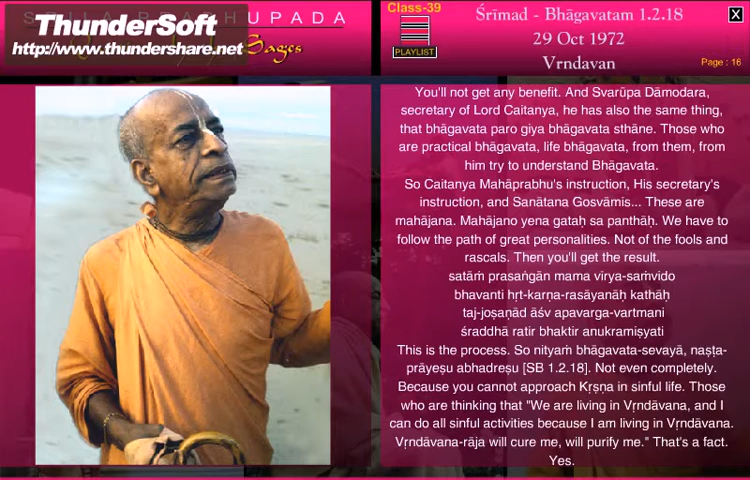 SRILA PRABHUPADA
ThunderSoft
http://www.thundershare.net
Sages
Class-39
PLAYLIST
Śrīmad - Bhāgavatam 1.2.18
29 Oct 1972
Vrndavan
X
Page : 16
You'll not get any benefit. And Svarūpa Dāmodara,
secretary of Lord Caitanya, he has also the same thing,
that bhāgavata paro giya bhāgavata sthāne. Those who
are practical bhāgavata, life bhāgavata, from them, from
him try to understand Bhāgavata.
So Caitanya Mahāprabhu's instruction, His secretary's
instruction, and Sanātana Gosvāmis... These are
mahājana. Mahājano yena gataḥ sa panthāḥ. We have to
follow the path of great personalities. Not of the fools and
rascals. Then you'll get the result.
satāṁ prasaṅgān mama vīrya-saṁvido
bhavanti hṛt-karṇa-rasāyanāḥ kathāḥ
taj-joṣaṇād āśv apavarga-vartmani
śraddhā ratir bhaktir anukramiṣyati
This is the process. So nityaṁ bhāgavata-sevayā, naṣṭa-
prāyeṣu abhadreṣu [SB 1.2.18]. Not even completely.
Because you cannot approach Kṛṣṇa in sinful life. Those
who are thinking that "We are living in Vṛndāvana, and I
can do all sinful activities because I am living in Vṛndāvana.
Vṛndāvana-rāja will cure me, will purify me." That's a fact.
Yes.